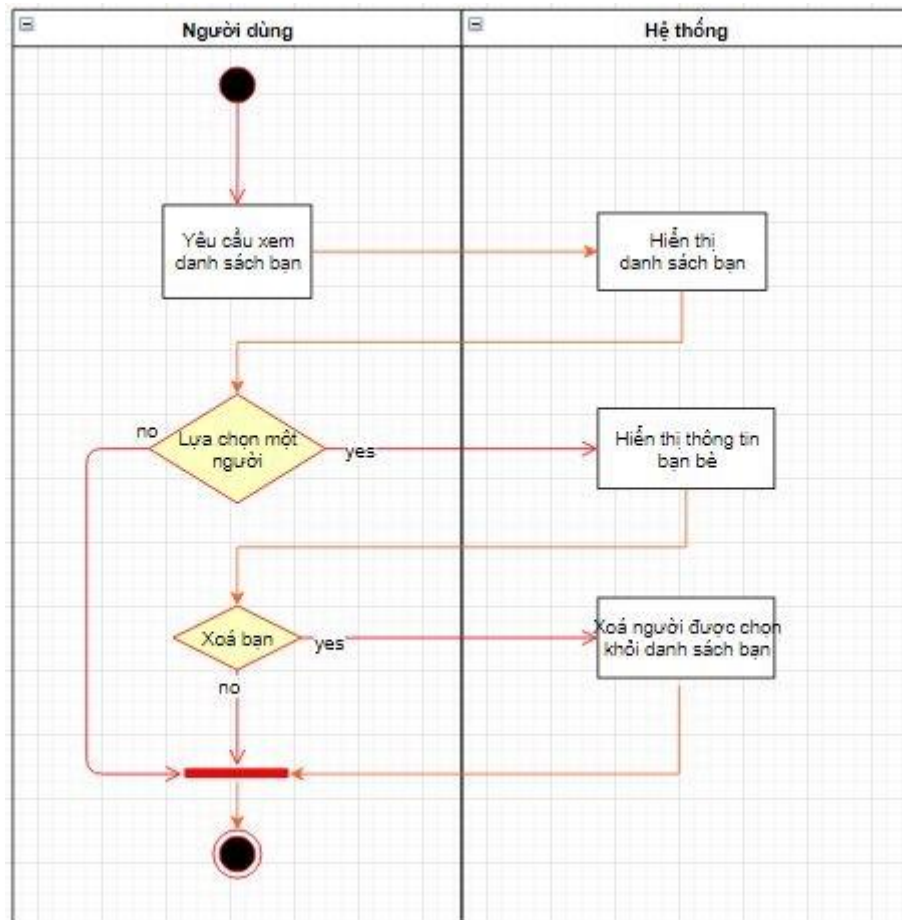 Người dùng
Hệ thống
Yêu cầu xem
danh sách bạn
Hiển thị
danh sách bạn
no
Lựa chọn một
người
yes
Hiển thị thông tin
bạn bè
Xoá bạn
yes
Xoá người được chọn
khỏi danh sách bạn
no